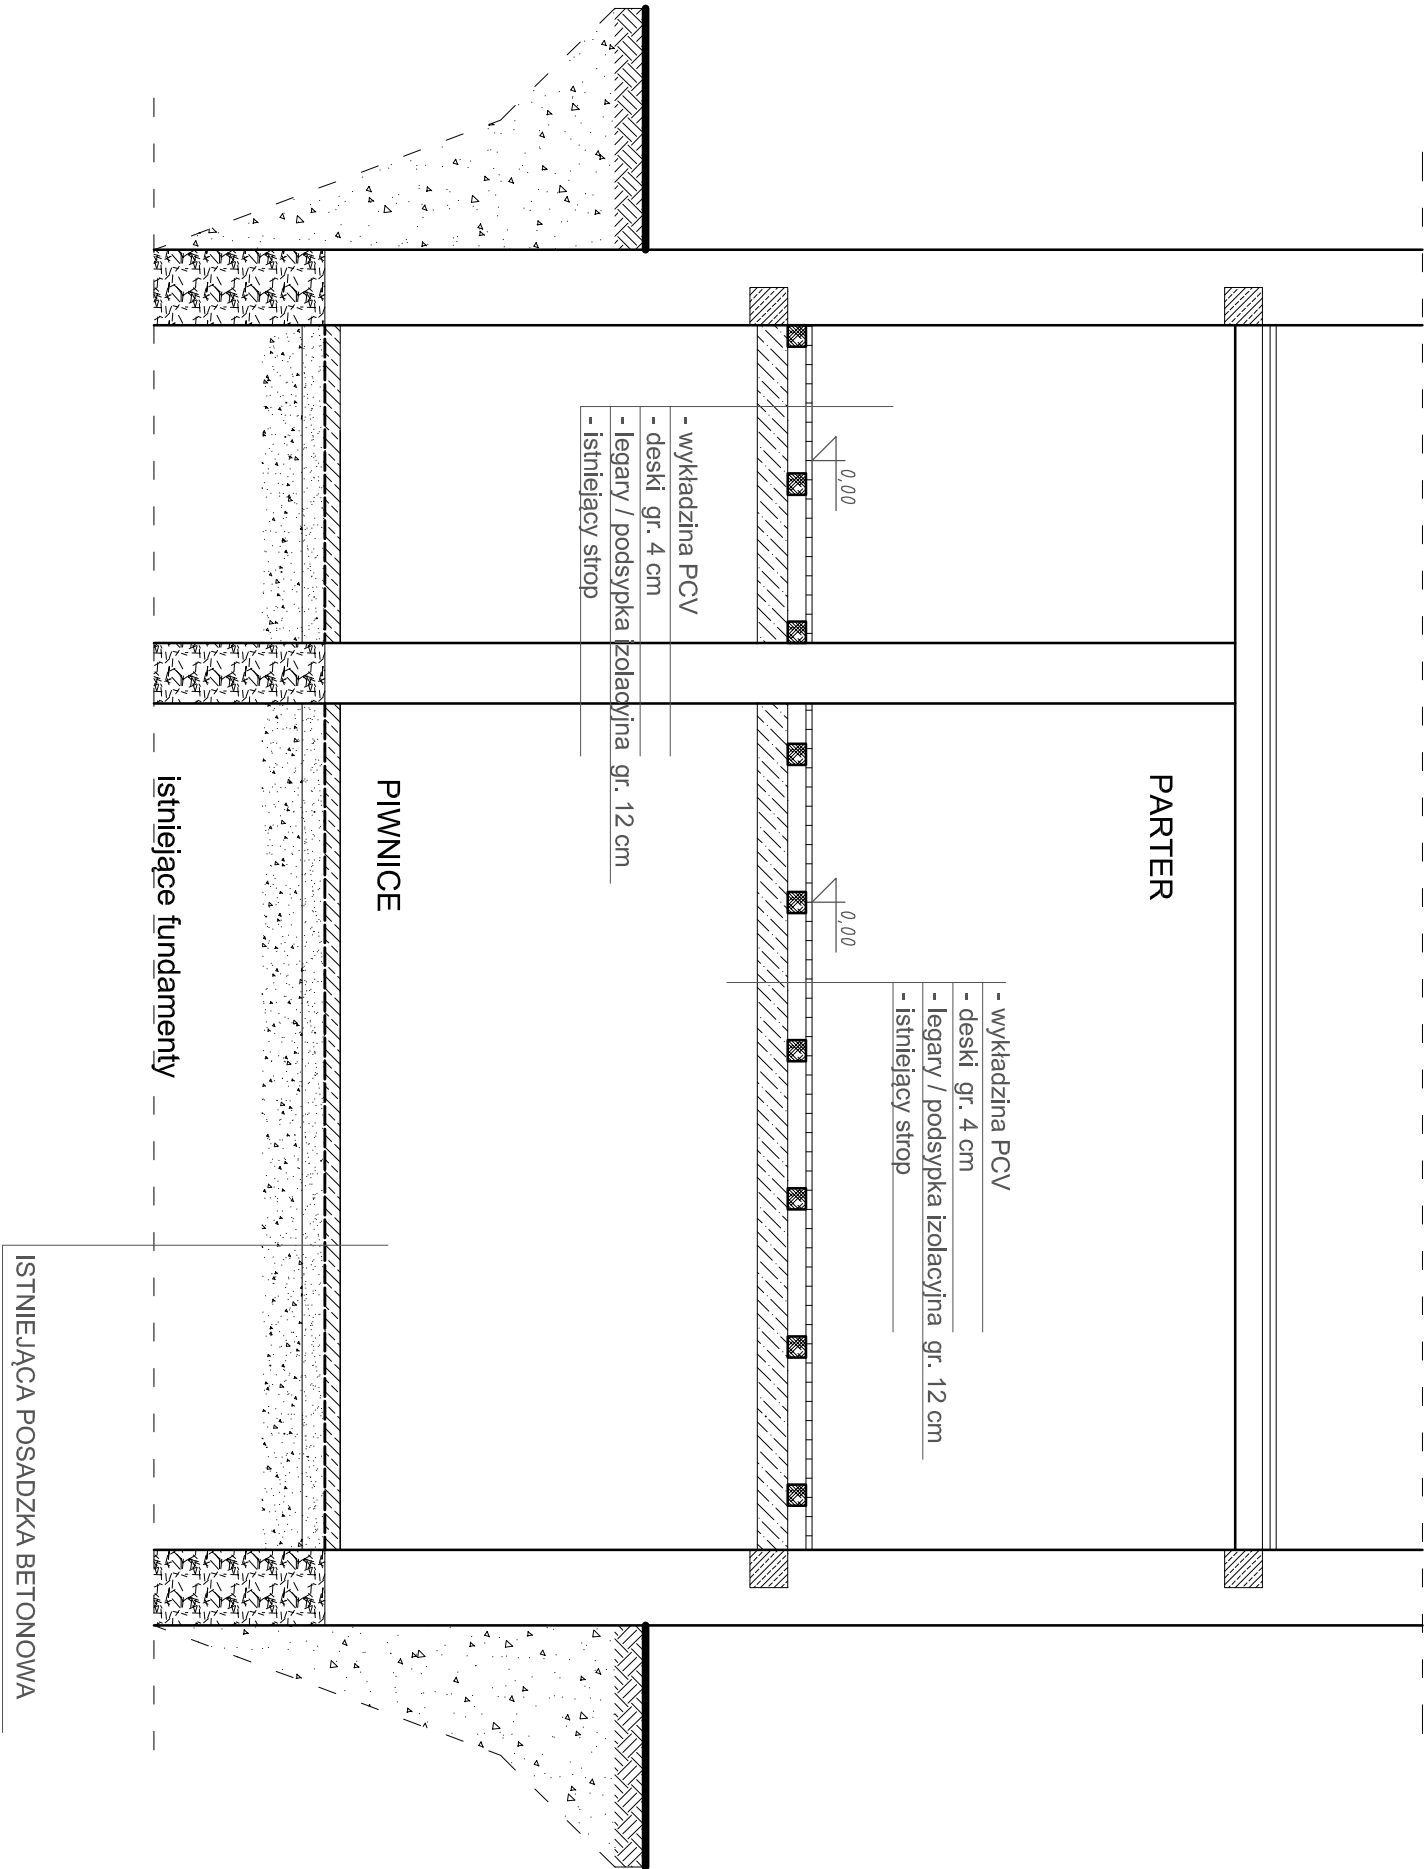 PARTER
- wykładzina PCV
- deski gr. 4 cm
- legary / podsypka izolacyjna gr. 12 cm
- istniejący strop
0,00
0,00
- wykładzina PCV
- deski gr. 4 cm
- legary / podsypka izolacyjna gr. 12 cm
- istniejący strop
PIWNICE
istniejące fundamenty
ISTNIEJĄCA POSADZKA BETONOWA